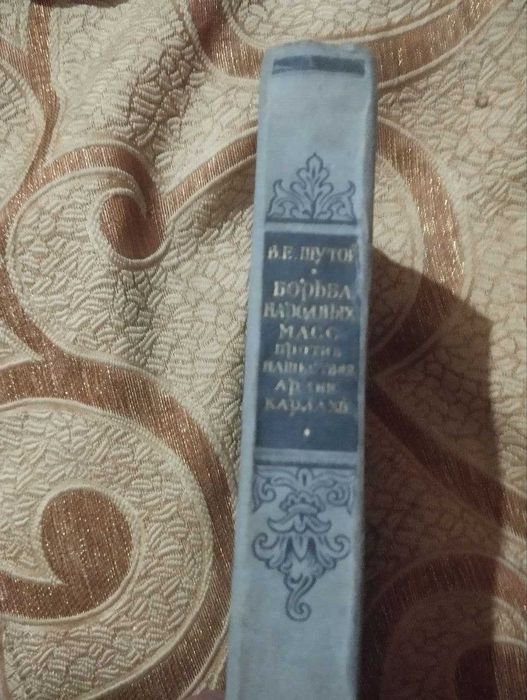 В.Е. ШУТОЙ
БОРЬБА
НАРОДНЫХ
МАСС
ПРОТИВ
НАШЕСТВИЯ
АРМИИ
КАРЛА XII